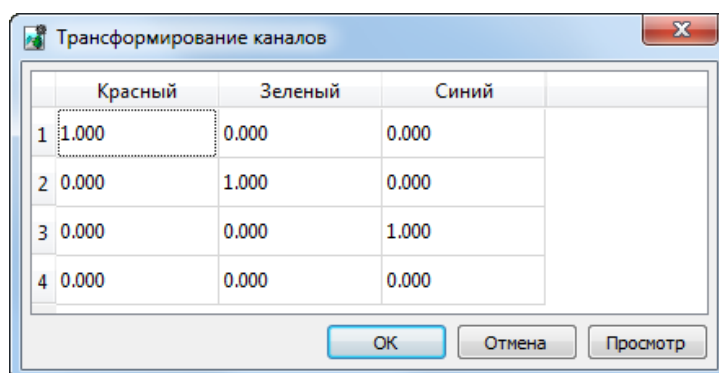 Трансформирование каналов
Красный Зеленый Синий
1 1.000 0.000 0.000
2 0.000 1.000 0.000
3 0.000 0.000 1.000
4 0.000 0.000 0.000
OK Отмена Просмотр